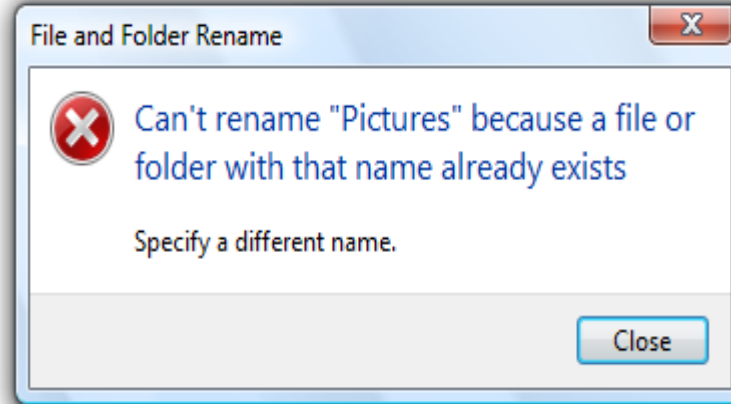 File and Folder Rename
Can't rename "Pictures" because a file or
folder with that name already exists
Specify a different name.
Close